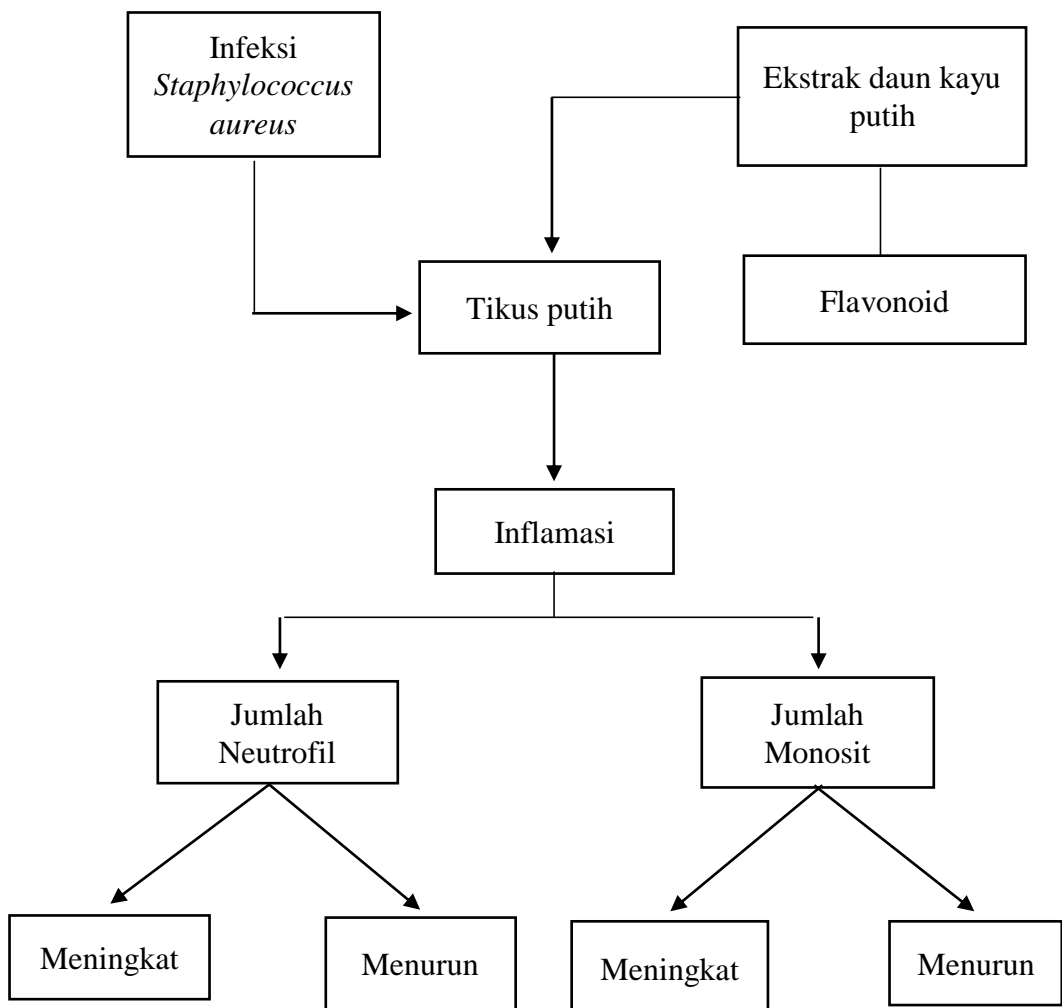 Infeksi
Staphylococcus
aureus
Ekstrak daun kayu
putih
Tikus putih
Flavonoid
Inflamasi
Jumlah
Neutrofil
Jumlah
Monosit
Meningkat
Menurun
Meningkat
Menurun